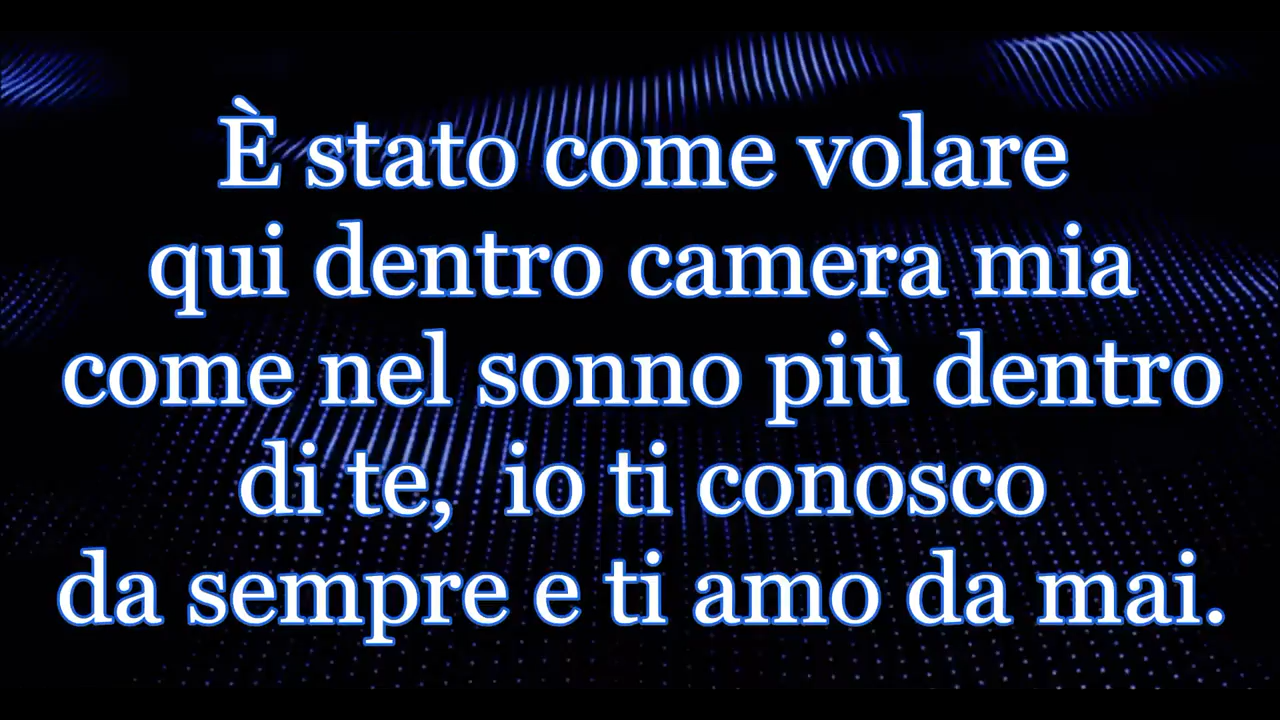 È stato come volare
qui dentro camera mia
come nel sonno più dentro
di te,  io ti conosco
da sempre e ti amo da mai.